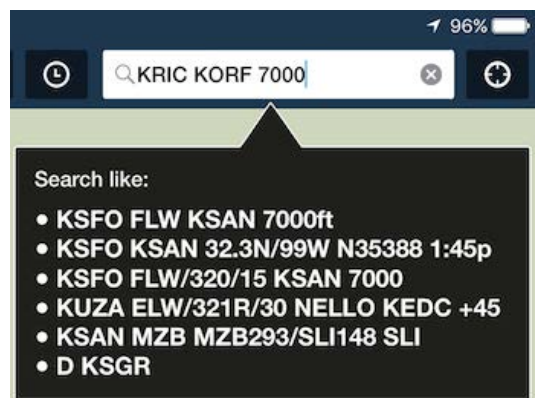 96%
KRIC KORF 7000
Search like:
• KSFO FLW KSAN 7000ft
• KSFO KSAN 32.3N/99W N35388 1:45p
• KSFO FLW/320/15 KSAN 7000
• KUZA ELW/321R/30 NELLO KEDC +45
• KSAN MZB MZB293/SLI148 SLI
• D KSGR